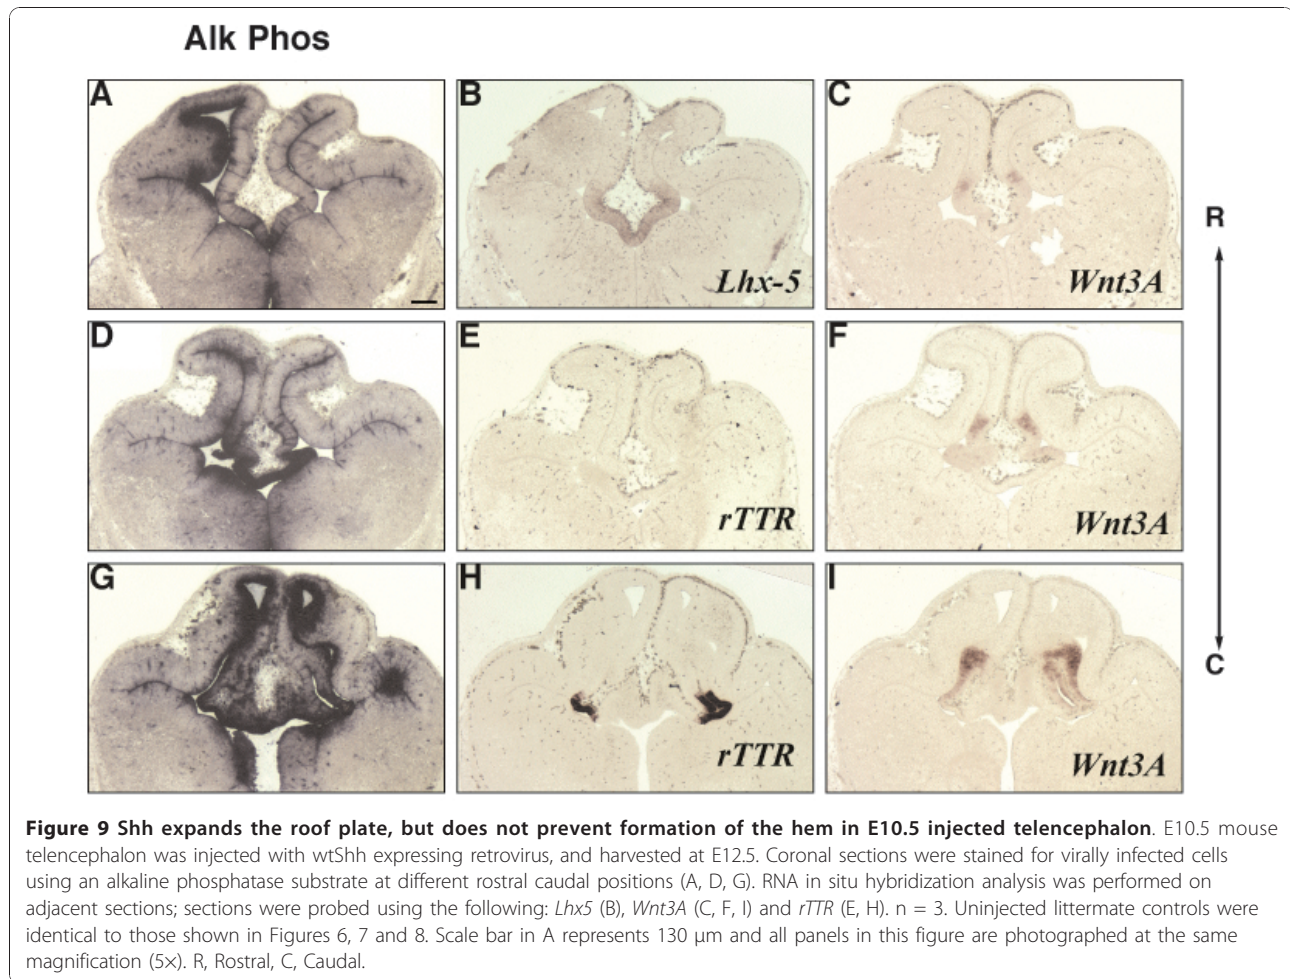 Alk Phos
A
B
Lhx-5
C
Wnt3A
D
E
rTTR
F
Wnt3A
G
H
rTTR
I
Wnt3A
R
C
Figure 9 Shh expands the roof plate, but does not prevent formation of the hem in E10.5 injected telencephalon. E10.5 mouse
telencephalon was injected with wtShh expressing retrovirus, and harvested at E12.5. Coronal sections were stained for virally infected cells
using an alkaline phosphatase substrate at different rostral caudal positions (A, D, G). RNA in situ hybridization analysis was performed on
adjacent sections; sections were probed using the following: Lhx5 (B), Wnt3A (C, F, I) and rTTR (E, H). n = 3. Uninjected littermate controls were
identical to those shown in Figures 6, 7 and 8. Scale bar in A represents 130 μm and all panels in this figure are photographed at the same
magnification (5×). R, Rostral, C, Caudal.